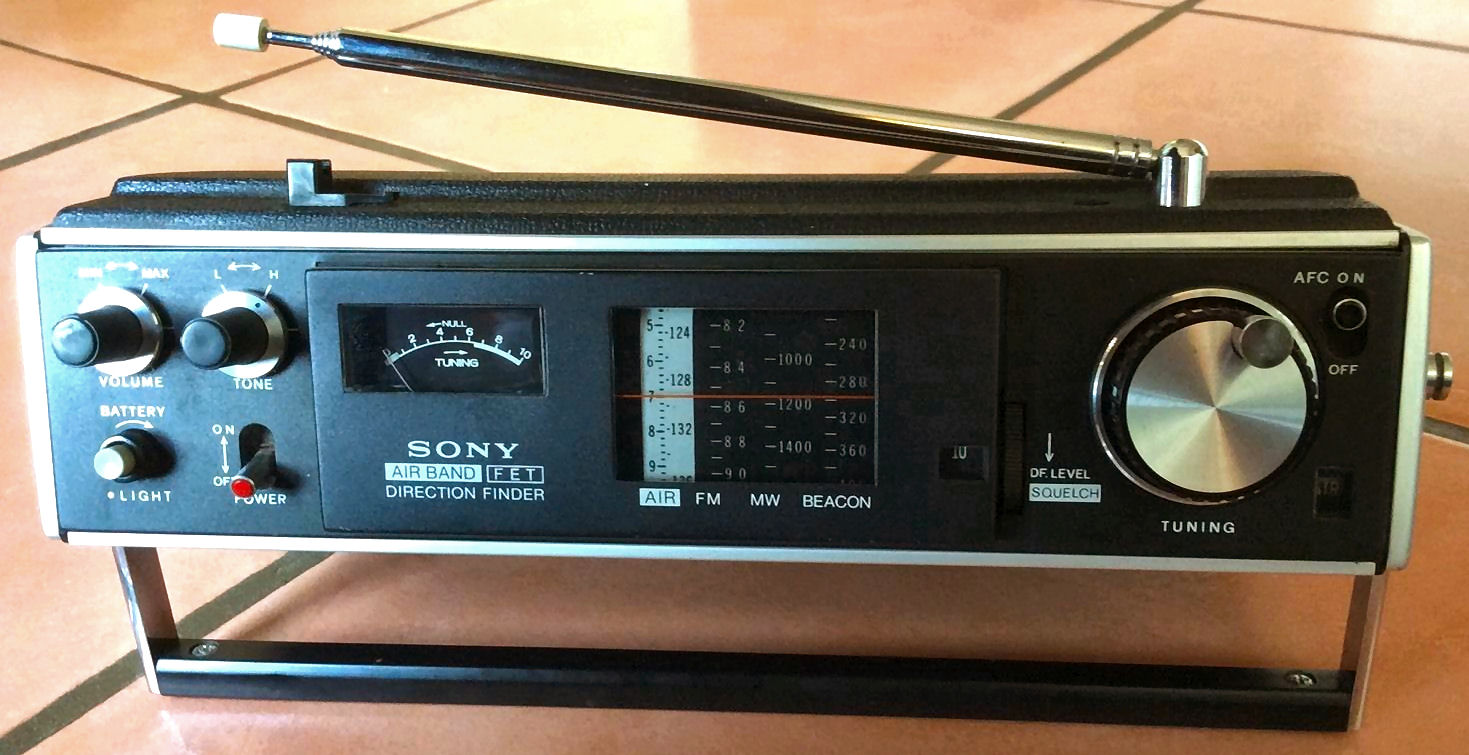 MIN MAX
VOLUME
L H
TONE
BATTERY
LIGHT
ON
OFF
POWER
NULL
0 2 4 6 8 10
TUNING
SONY
AIR BAND FET
DIRECTION FINDER
5 6 7 8 9
124 128 132
82 84 86 88 90
1000 1200 1400
240 280 320 360
AIR FM MW BEACON
10
DF. LEVEL
SQUELCH
TUNING
AFC ON
OFF